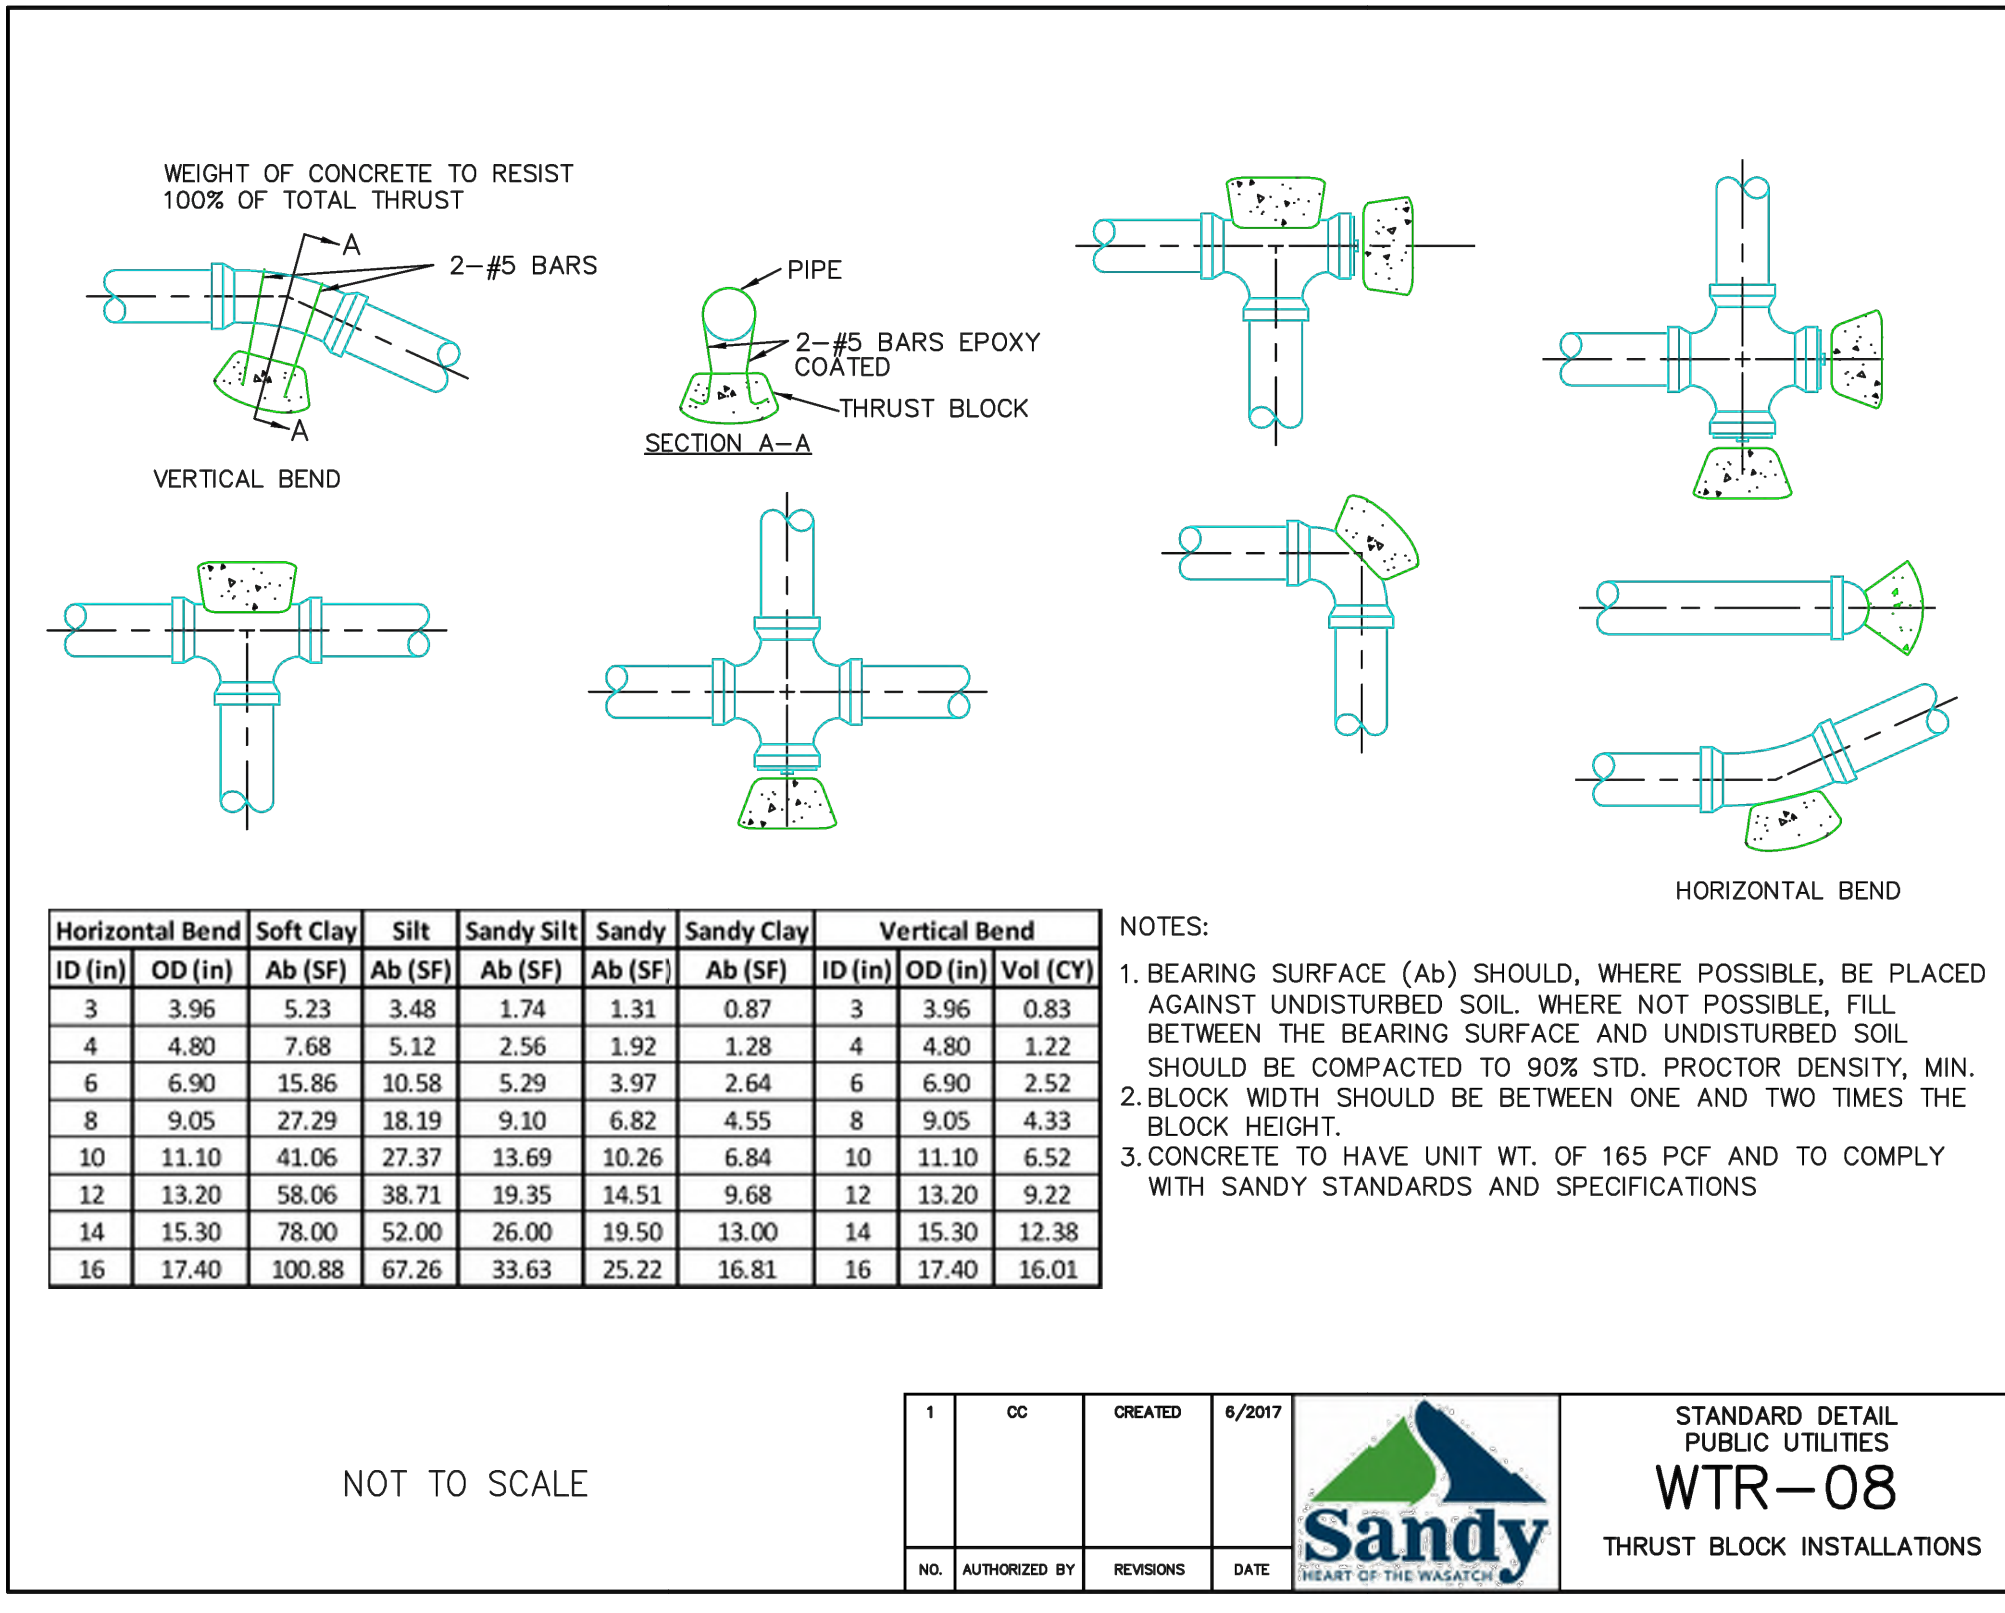 WEIGHT OF CONCRETE TO RESIST
100% OF TOTAL THRUST
A
2-#5 BARS
A
VERTICAL BEND
PIPE
2-#5 BARS EPOXY
COATED
THRUST BLOCK
SECTION A-A
HORIZONTAL BEND
Horizontal Bend Soft Clay Silt Sandy Silt Sandy Sandy Clay Vertical Bend
ID (in) OD (in) Ab (SF) Ab (SF) Ab (SF) Ab (SF) Ab (SF) ID (in) OD (in) Vol (CY)
3 3.96 5.23 3.48 1.74 1.31 0.87 3 3.96 0.83
4 4.80 7.68 5.12 2.56 1.92 1.28 4 4.80 1.22
6 6.90 15.86 10.58 5.29 3.97 2.64 6 6.90 2.52
8 9.05 27.29 18.19 9.10 6.82 4.55 8 9.05 4.33
10 11.10 41.06 27.37 13.69 10.26 6.84 10 11.10 6.52
12 13.20 58.06 38.71 19.35 14.51 9.68 12 13.20 9.22
14 15.30 78.00 52.00 26.00 19.50 13.00 14 15.30 12.38
16 17.40 100.88 67.26 33.63 25.22 16.81 16 17.40 16.01
NOTES:
1. BEARING SURFACE (Ab) SHOULD, WHERE POSSIBLE, BE PLACED
AGAINST UNDISTURBED SOIL. WHERE NOT POSSIBLE, FILL
BETWEEN THE BEARING SURFACE AND UNDISTURBED SOIL
SHOULD BE COMPACTED TO 90% STD. PROCTOR DENSITY, MIN.
2. BLOCK WIDTH SHOULD BE BETWEEN ONE AND TWO TIMES THE
BLOCK HEIGHT.
3. CONCRETE TO HAVE UNIT WT. OF 165 PCF AND TO COMPLY
WITH SANDY STANDARDS AND SPECIFICATIONS
NOT TO SCALE
1 CC CREATED 6/2017
NO. AUTHORIZED BY REVISIONS DATE
Sandy
HEART OF THE WASATCH
STANDARD DETAIL
PUBLIC UTILITIES
WTR-08
THRUST BLOCK INSTALLATIONS